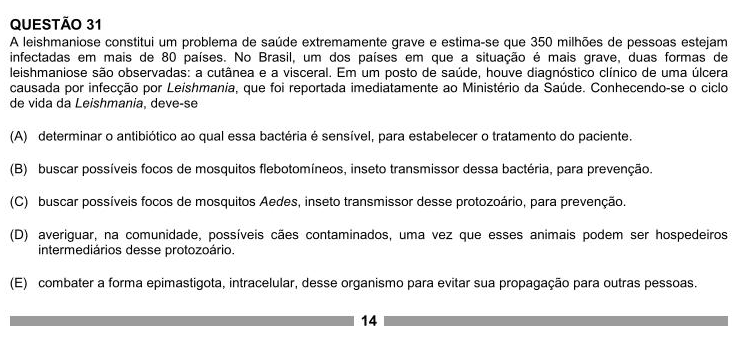 QUESTÃO 31
A leishmaniose constitui um problema de saúde extremamente grave e estima-se que 350 milhões de pessoas estejam
infectadas em mais de 80 países. No Brasil, um dos países em que a situação é mais grave, duas formas de
leishmaniose são observadas: a cutânea e a visceral. Em um posto de saúde, houve diagnóstico clínico de uma úlcera
causada por infecção por Leishmania, que foi reportada imediatamente ao Ministério da Saúde. Conhecendo-se o ciclo
de vida da Leishmania, deve-se
(A) determinar o antibiótico ao qual essa bactéria é sensível, para estabelecer o tratamento do paciente.
(B) buscar possíveis focos de mosquitos flebotomíneos, inseto transmissor dessa bactéria, para prevenção.
(C) buscar possíveis focos de mosquitos Aedes, inseto transmissor desse protozoário, para prevenção.
(D) averiguar, na comunidade, possíveis cães contaminados, uma vez que esses animais podem ser hospedeiros
intermediários desse protozoário.
(E) combater a forma epimastigota, intracelular, desse organismo para evitar sua propagação para outras pessoas.
14